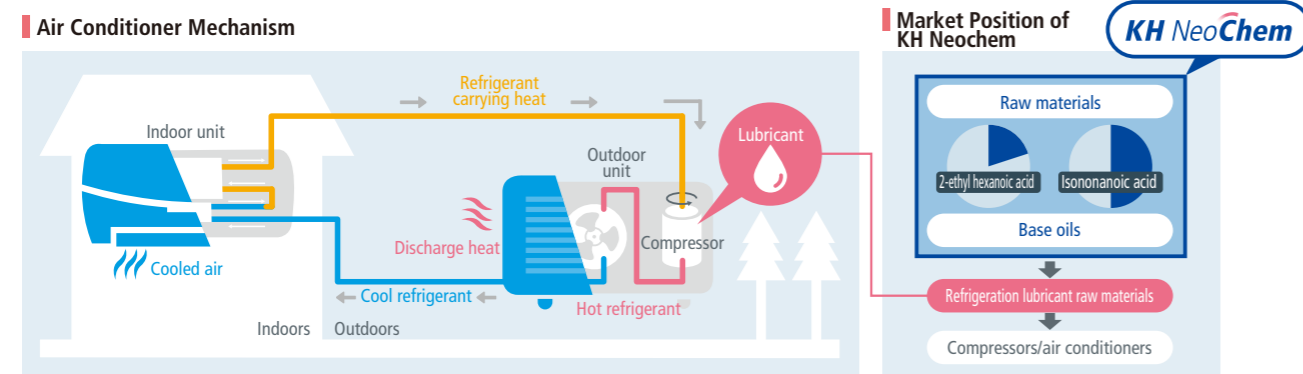 Air Conditioner Mechanism
Refrigerant
carrying heat
Indoor unit
Lubricant
Outdoor
unit
Discharge heat
Compressor
Cooled air
Cool refrigerant
Hot refrigerant
Indoors
Outdoors
Market Position of
KH Neochem
KH NeoChem
Raw materials
2-ethyl hexanoic acid
Isononanoic acid
Base oils
Refrigeration lubricant raw materials
Compressors/air conditioners